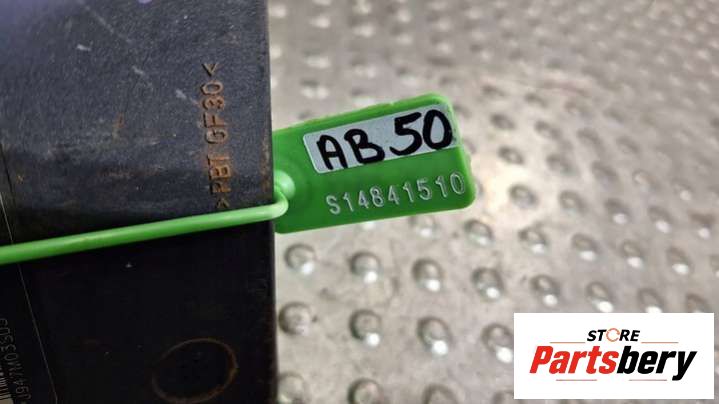 >PBT GF30<
AB50
S14841510
STORE
Partsbery